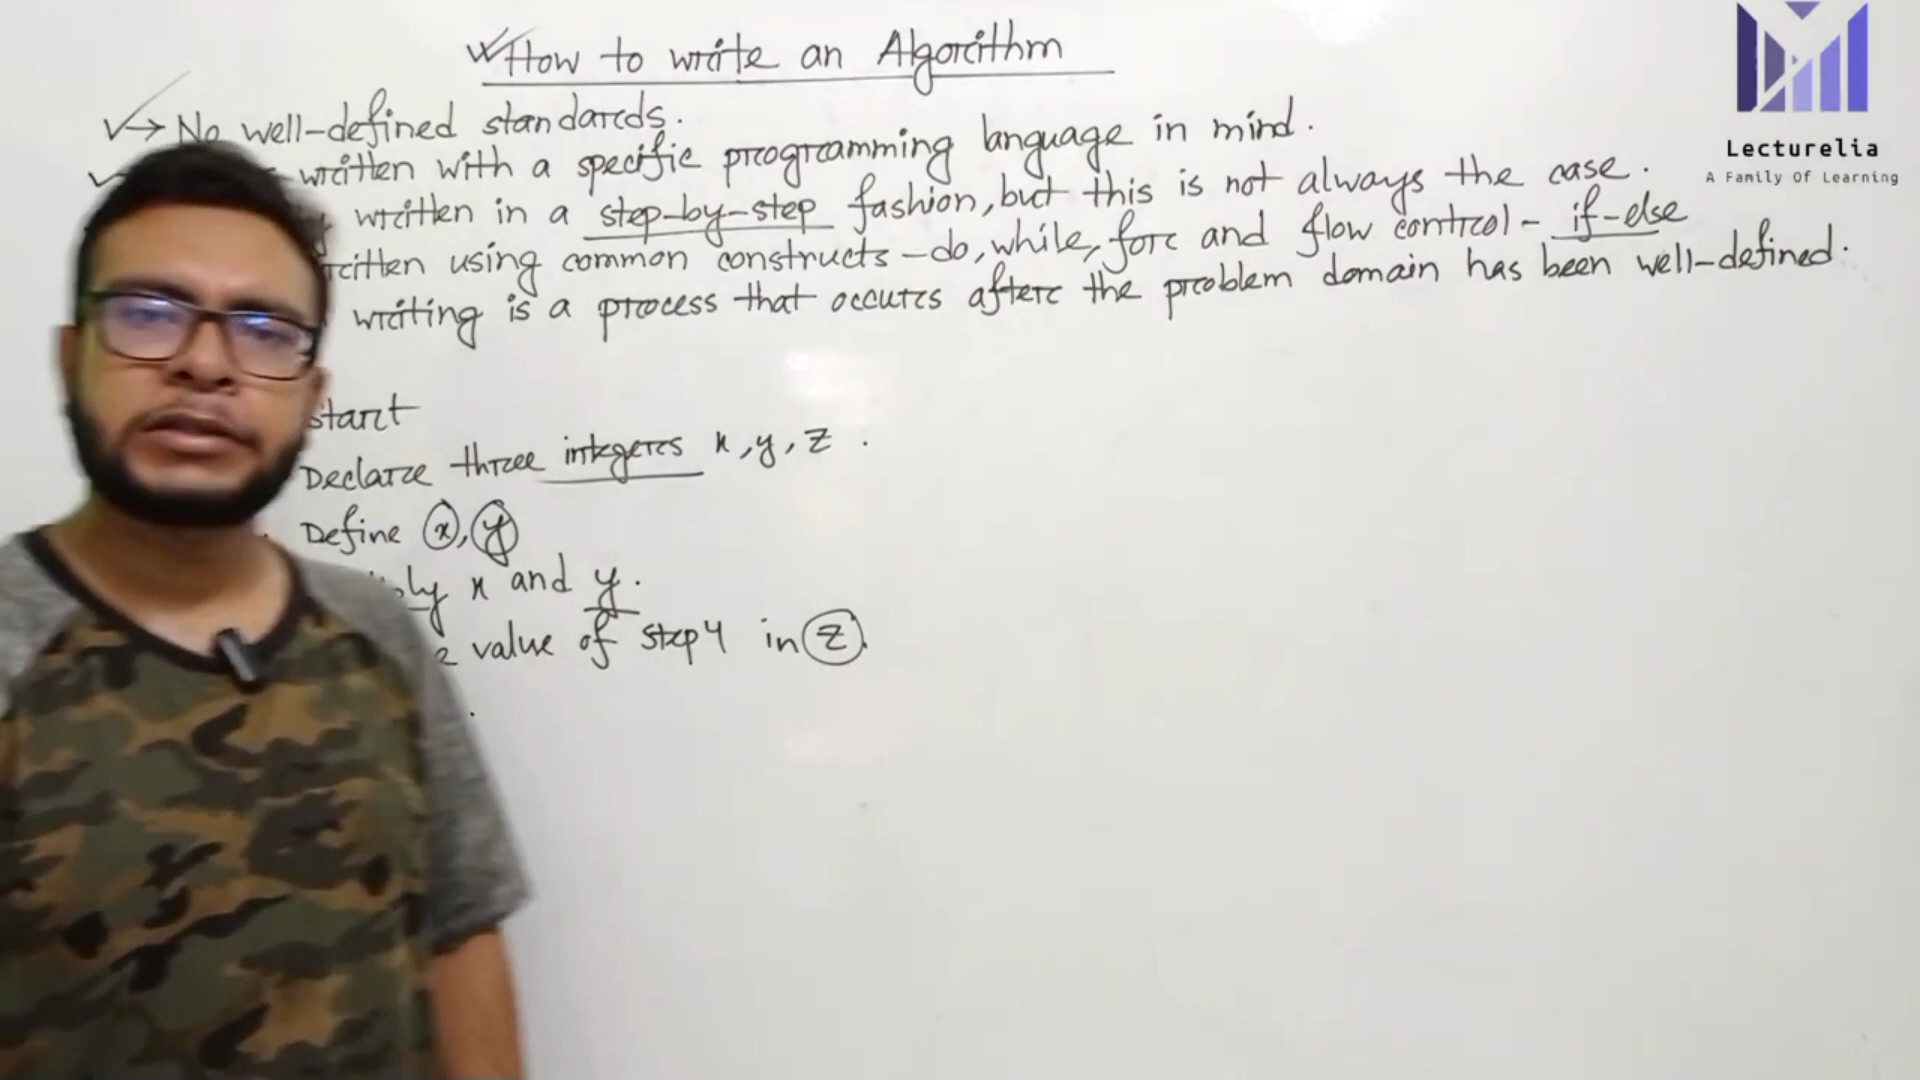 How to write an Algorithm
→ No well-defined standards.
written with a specific programming language in mind.
written in a step-by-step fashion, but this is not always the case.
using common constructs - do, while, for and flow control - if-else
writing is a process that occurs after the problem domain has been well-defined.
start
Declare three integers x, y, z .
Define x, y
x and y.
value of step 4 in z.
Lecturelia
A Family Of Learning